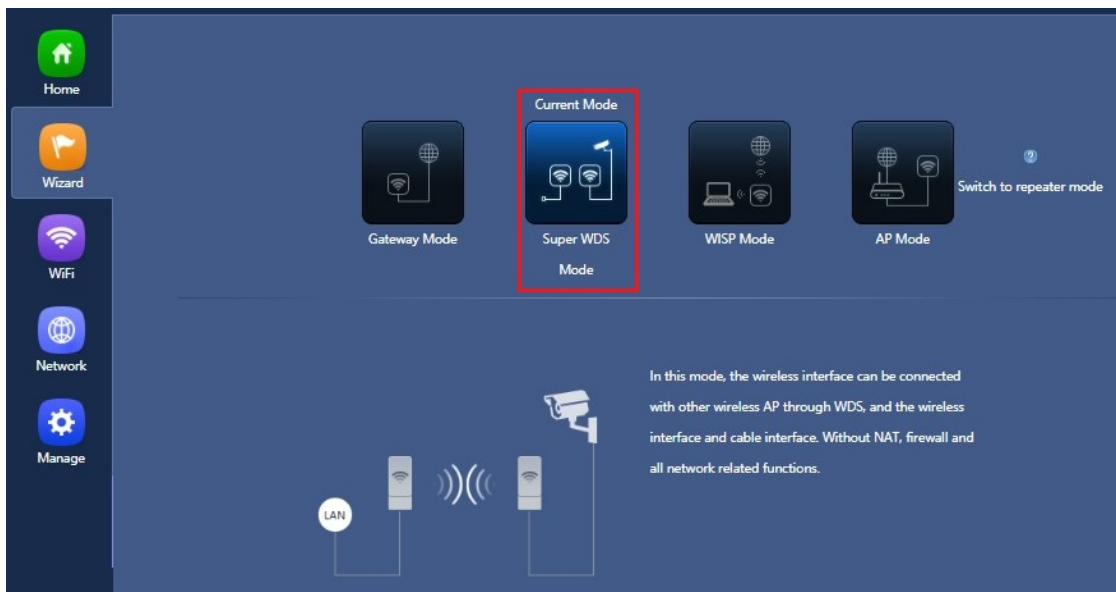 Home
Wizard
WiFi
Network
Manage
Current Mode
Gateway Mode
Super WDS
Mode
WISP Mode
AP Mode
?
Switch to repeater mode
In this mode, the wireless interface can be connected
with other wireless AP through WDS, and the wireless
interface and cable interface. Without NAT, firewall and
all network related functions.
LAN